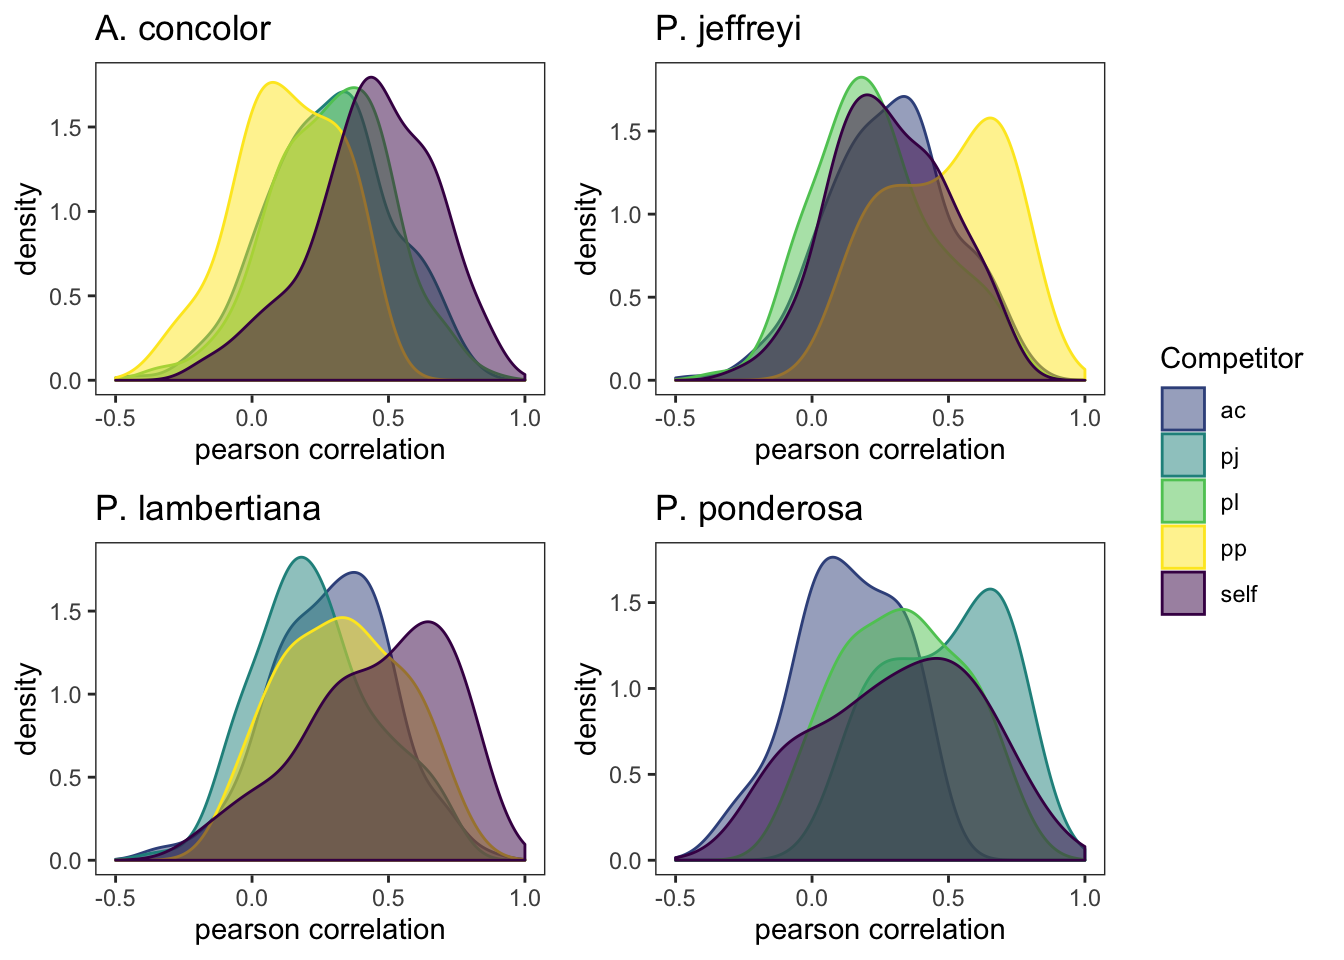 A. concolor
P. jeffreyi
density
1.5
1.0
0.5
0.0
-0.5 0.0 0.5 1.0
pearson correlation
density
1.5
1.0
0.5
0.0
-0.5 0.0 0.5 1.0
pearson correlation
P. lambertiana
P. ponderosa
density
1.5
1.0
0.5
0.0
-0.5 0.0 0.5 1.0
pearson correlation
density
1.5
1.0
0.5
0.0
-0.5 0.0 0.5 1.0
pearson correlation
Competitor
ac
pj
pl
pp
self